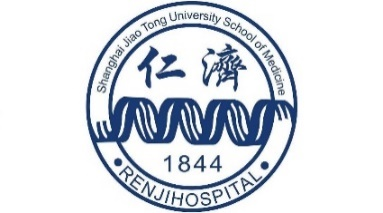 Shanghai Jiao Tong University School of Medicine
仁濟
1844
·RENJIHOSPITAL·